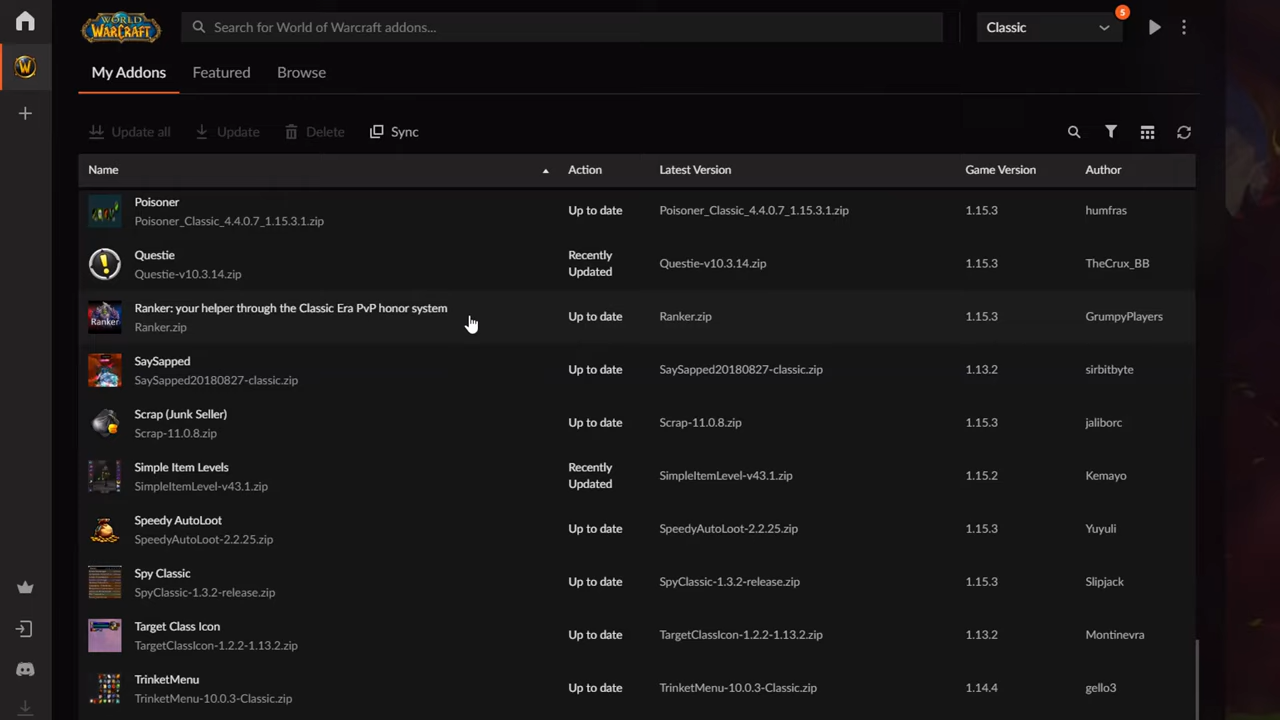 WORLD
OF
WARCRAFT
Search for World of Warcraft addons...
Classic
5
My Addons
Featured
Browse
Update all
Update
Delete
Sync
Name
Action
Latest Version
Game Version
Author
Poisoner
Poisoner_Classic_4.4.0.7_1.15.3.1.zip
Up to date
Poisoner_Classic_4.4.0.7_1.15.3.1.zip
1.15.3
humfras
Questie
Questie-v10.3.14.zip
Recently
Updated
Questie-v10.3.14.zip
1.15.3
TheCrux_BB
Ranker
Ranker: your helper through the Classic Era PvP honor system
Ranker.zip
Up to date
Ranker.zip
1.15.3
GrumpyPlayers
SaySapped
SaySapped20180827-classic.zip
Up to date
SaySapped20180827-classic.zip
1.13.2
sirbitbyte
Scrap (Junk Seller)
Scrap-11.0.8.zip
Up to date
Scrap-11.0.8.zip
1.15.3
jaliborc
Simple Item Levels
SimpleItemLevel-v43.1.zip
Recently
Updated
SimpleItemLevel-v43.1.zip
1.15.2
Kemayo
Speedy AutoLoot
SpeedyAutoLoot-2.2.25.zip
Up to date
SpeedyAutoLoot-2.2.25.zip
1.15.3
Yuyuli
Spy Classic
SpyClassic-1.3.2-release.zip
Up to date
SpyClassic-1.3.2-release.zip
1.15.3
Slipjack
Target Class Icon
TargetClassIcon-1.2.2-1.13.2.zip
Up to date
TargetClassIcon-1.2.2-1.13.2.zip
1.13.2
Montinevra
TrinketMenu
TrinketMenu-10.0.3-Classic.zip
Up to date
TrinketMenu-10.0.3-Classic.zip
1.14.4
gello3